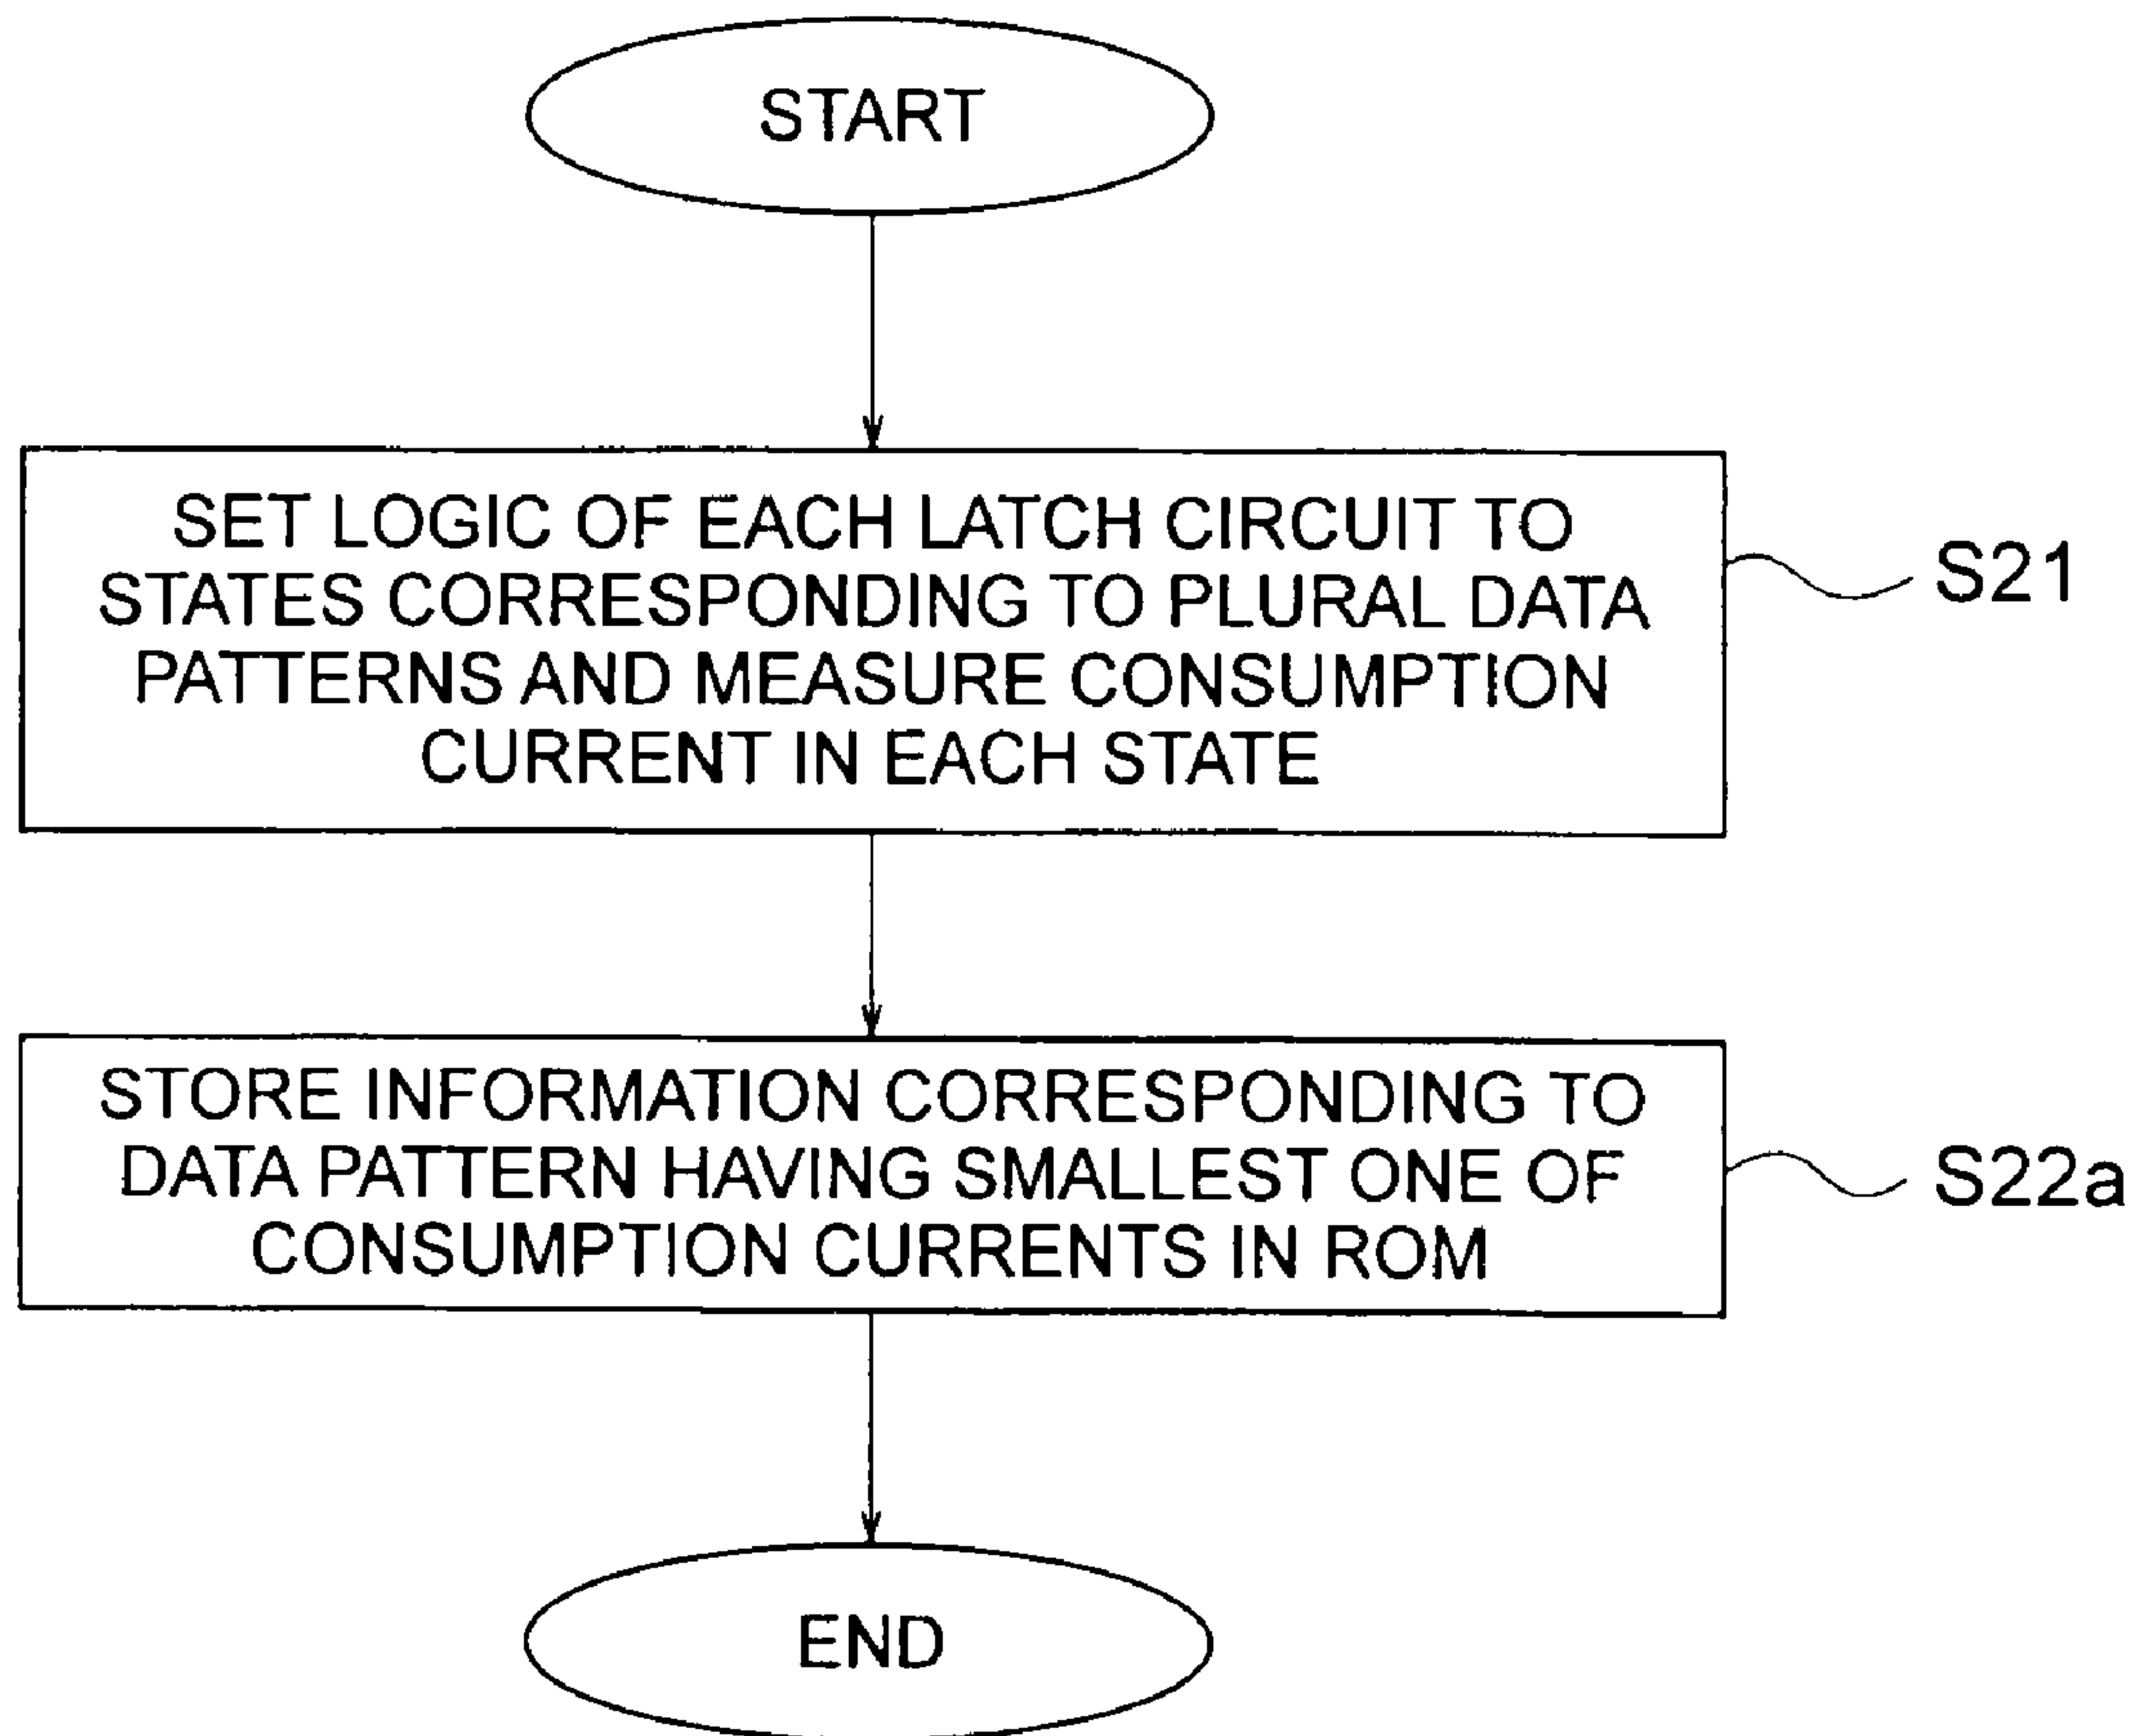 START
SET LOGIC OF EACH LATCH CIRCUIT TO
STATES CORRESPONDING TO PLURAL DATA
PATTERNS AND MEASURE CONSUMPTION
CURRENT IN EACH STATE
S21
STORE INFORMATION CORRESPONDING TO
DATA PATTERN HAVING SMALLEST ONE OF
CONSUMPTION CURRENTS IN ROM
S22a
END